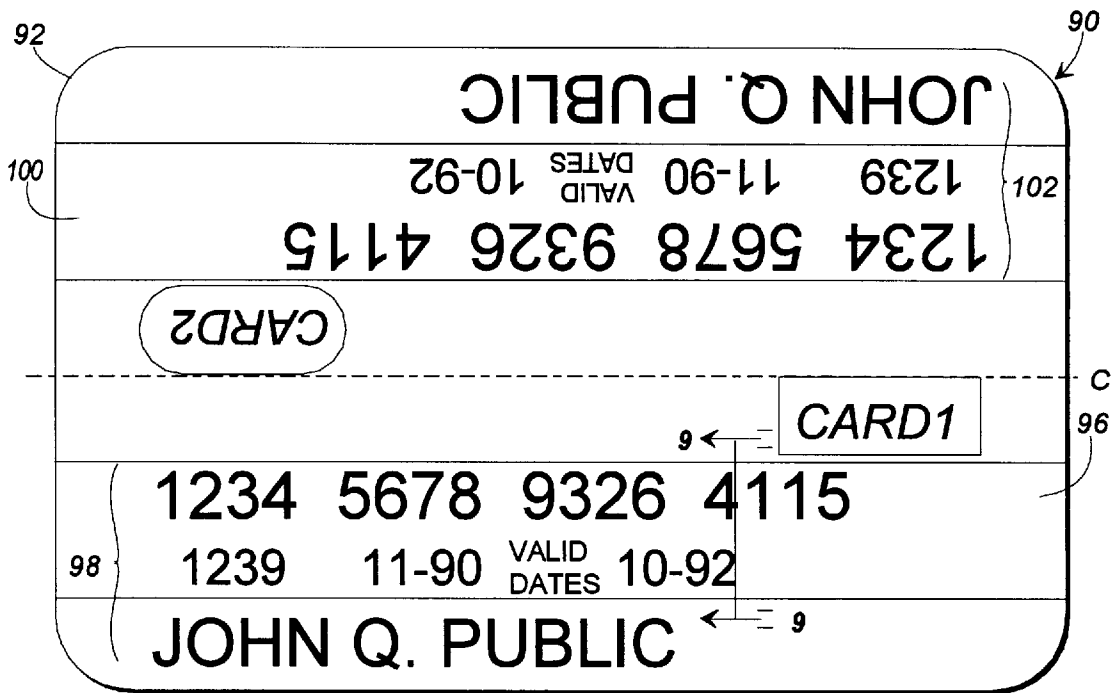 92
90
JOHN Q. PUBLIC
100
1239 11-90 VALID DATES 10-92
102
1234 5678 9326 4115
CARD2
C
CARD1
96
9
1234 5678 9326 4115
98
1239 11-90 VALID DATES 10-92
JOHN Q. PUBLIC
9